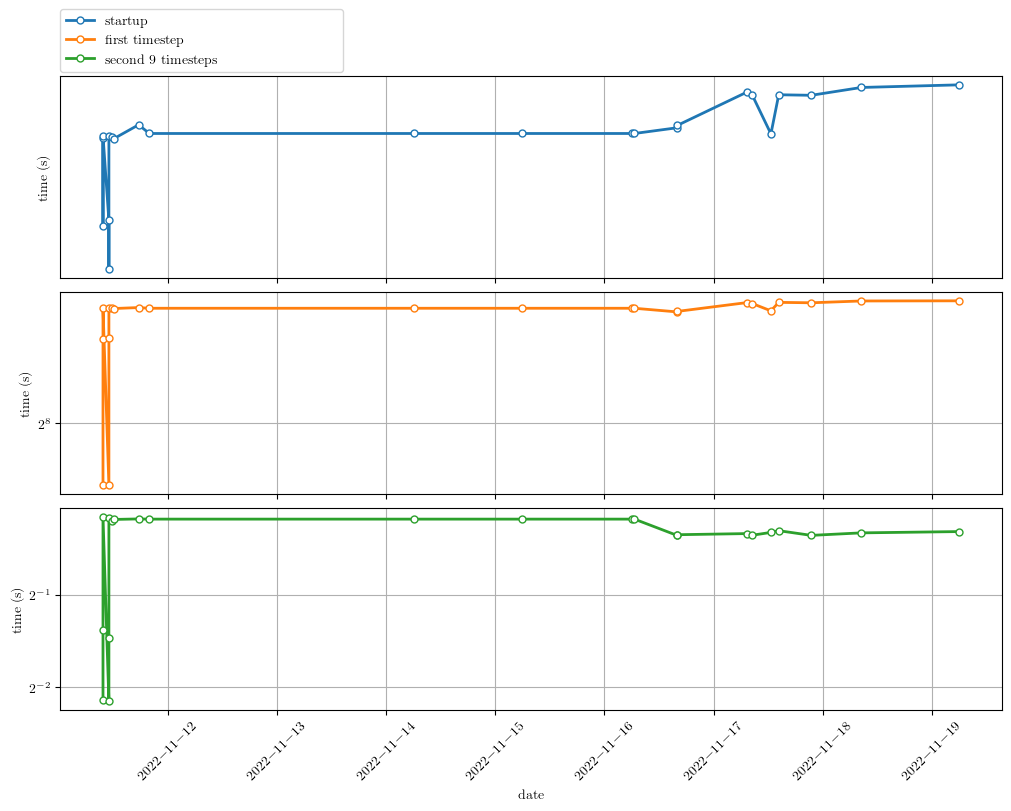 startup
first timestep
second 9 timesteps
time (s)
time (s)
2⁸
time (s)
2⁻¹
2⁻²
2022−11−12
2022−11−13
2022−11−14
2022−11−15
2022−11−16
2022−11−17
2022−11−18
2022−11−19
date